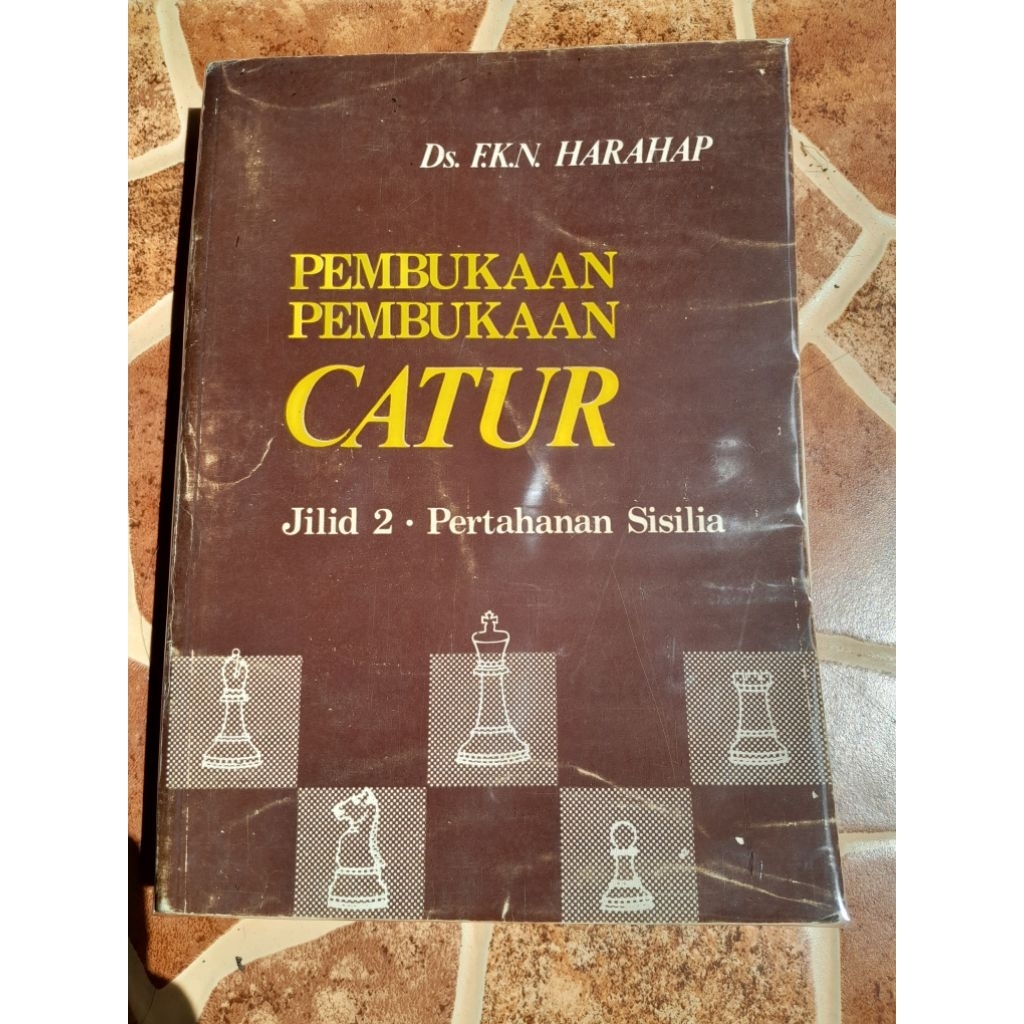 Ds. F.K.N. HARAHAP
PEMBUKAAN
PEMBUKAAN
CATUR
Jilid 2 · Pertahanan Sisilia